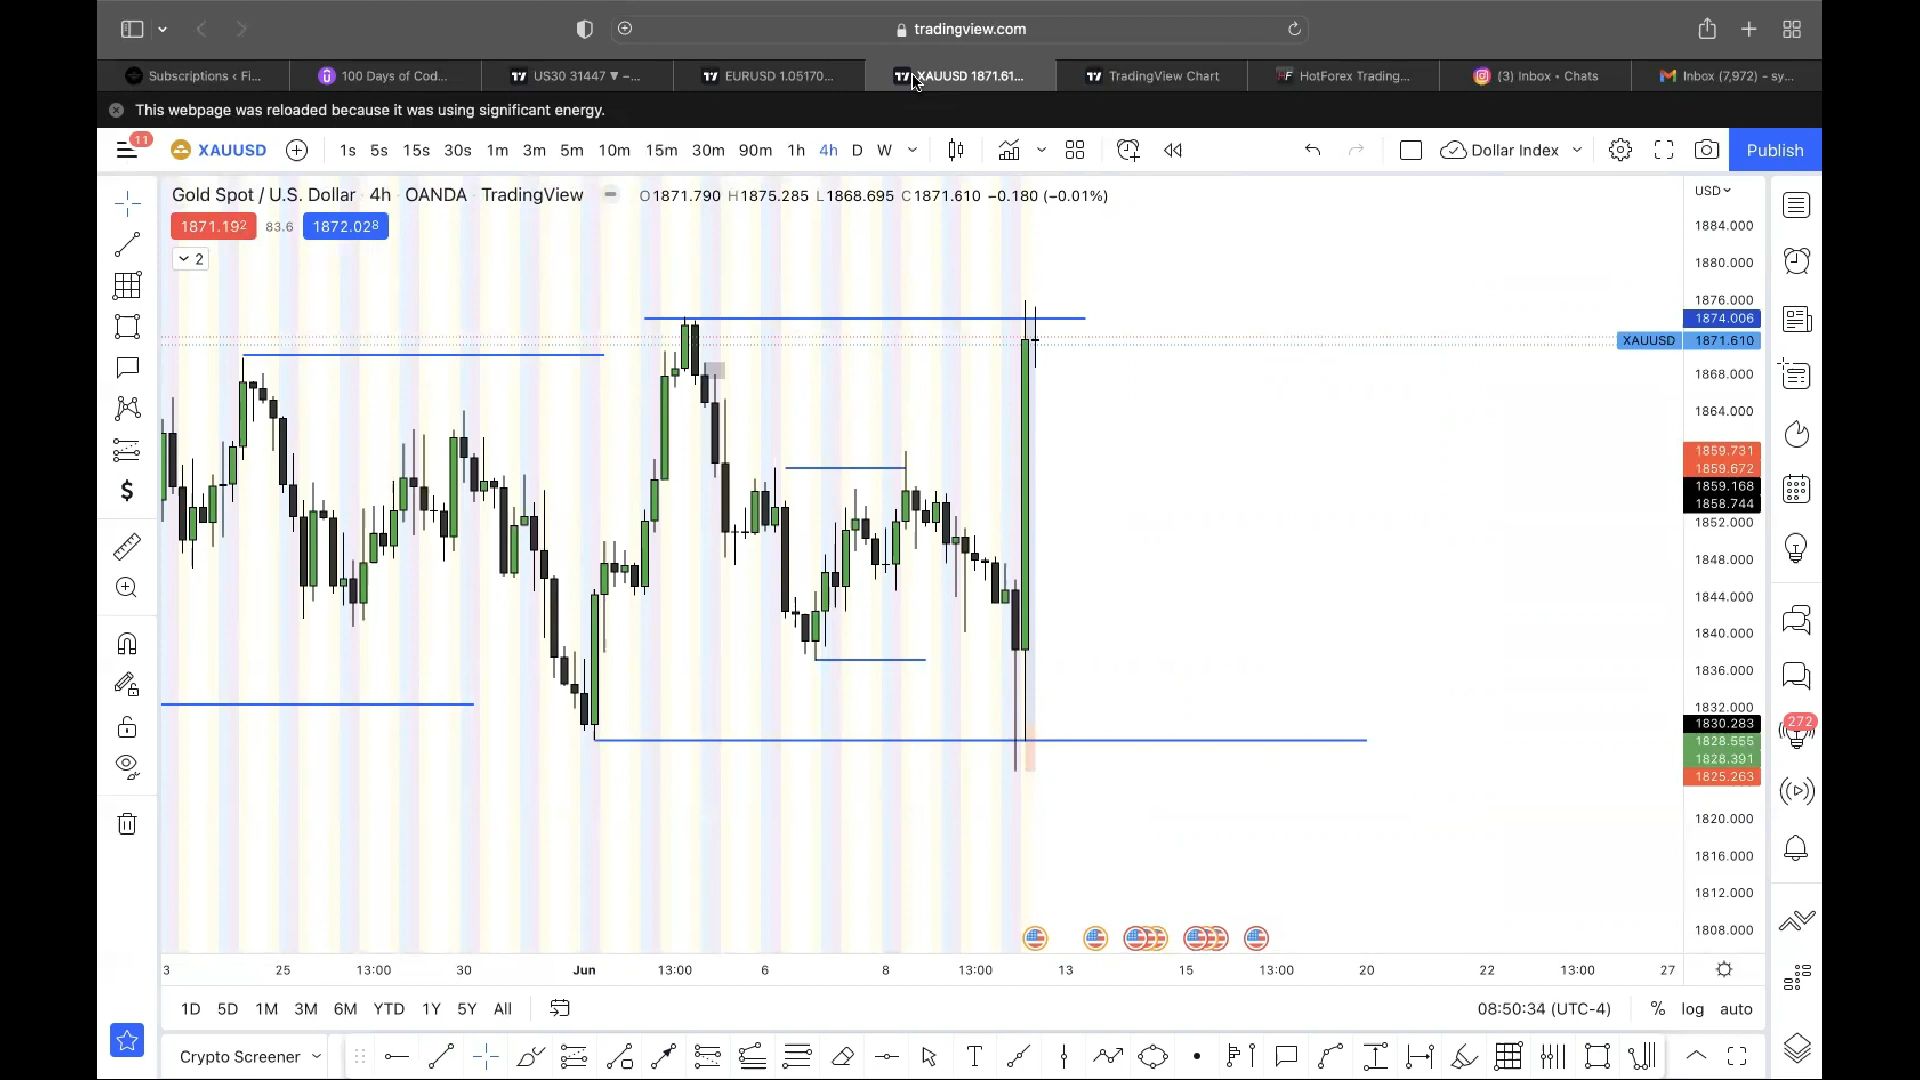 tradingview.com
Subscriptions ‹ Fi...
100 Days of Cod...
US30 31447 ▼ –...
EURUSD 1.05170...
XAUUSD 1871.61...
TradingView Chart
HotForex Trading...
(3) Inbox • Chats
Inbox (7,972) – sy...
This webpage was reloaded because it was using significant energy.
11
XAUUSD
1s 5s 15s 30s 1m 3m 5m 10m 15m 30m 90m 1h 4h D W
Dollar Index
Publish
Gold Spot / U.S. Dollar · 4h · OANDA · TradingView
O1871.790 H1875.285 L1868.695 C1871.610 −0.180 (−0.01%)
USD
1871.192 83.6 1872.028
2
1884.000
1880.000
1876.000
1874.006
XAUUSD 1871.610
1868.000
1864.000
1859.731
1859.672
1859.168
1858.744
1852.000
1848.000
1844.000
1840.000
1836.000
1832.000
1830.283
1828.555
1828.391
1825.263
1820.000
1816.000
1812.000
1808.000
272
3 25 13:00 30 Jun 13:00 6 8 13:00 13 15 13:00 20 22 13:00 27
1D 5D 1M 3M 6M YTD 1Y 5Y All
08:50:34 (UTC-4)
% log auto
Crypto Screener